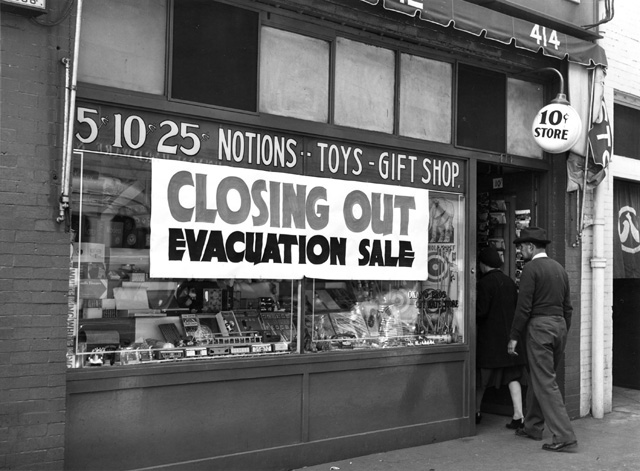 414
5¢ 10¢ 25¢ NOTIONS - TOYS - GIFT SHOP.
10¢
STORE
CLOSING OUT
EVACUATION SALE